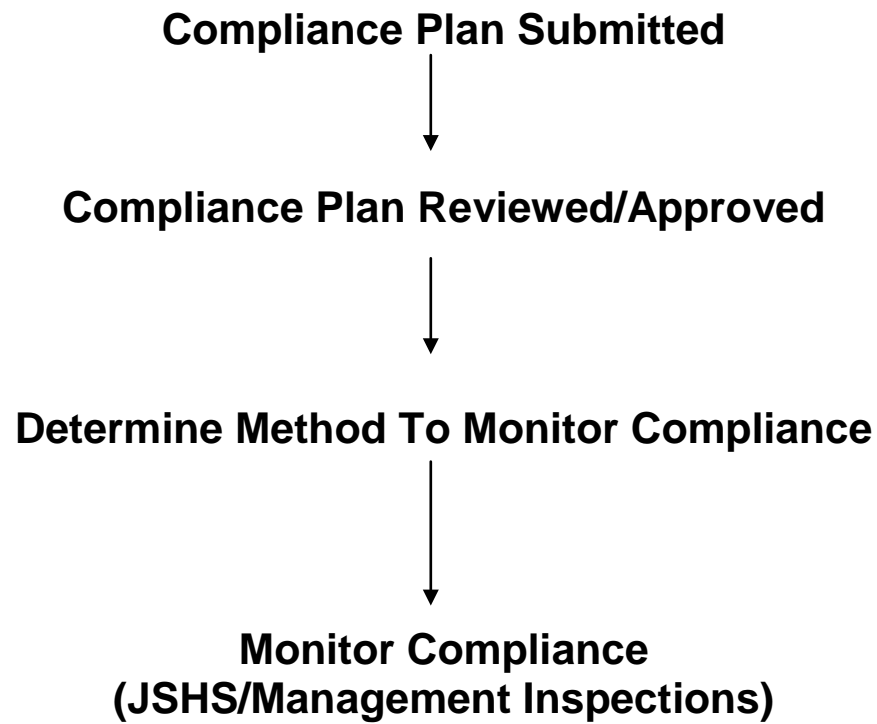 Compliance Plan Submitted
Compliance Plan Reviewed/Approved
Determine Method To Monitor Compliance
Monitor Compliance
(JSHS/Management Inspections)